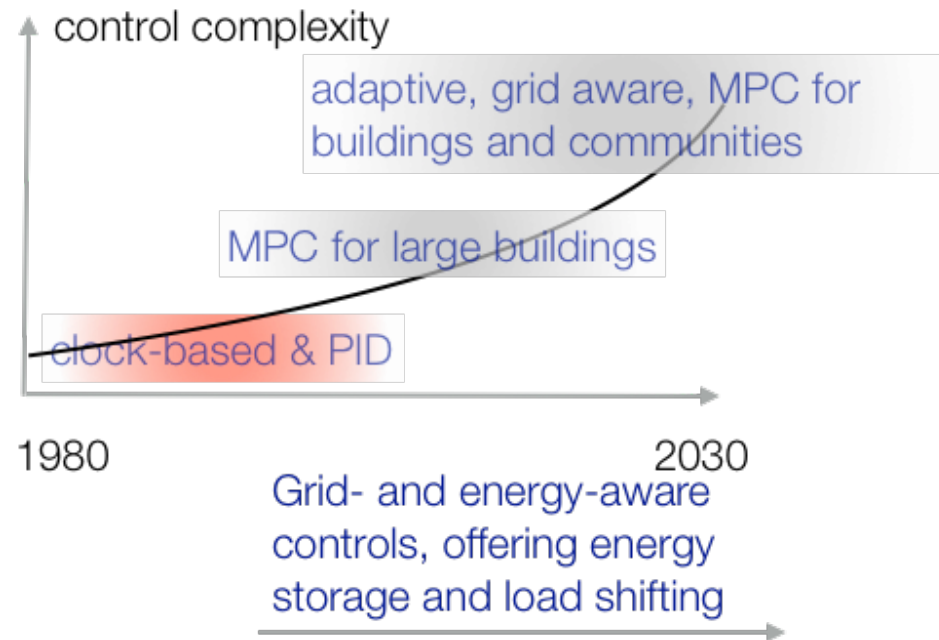 control complexity
adaptive, grid aware, MPC for
buildings and communities
MPC for large buildings
clock-based & PID
1980
2030
Grid- and energy-aware
controls, offering energy
storage and load shifting